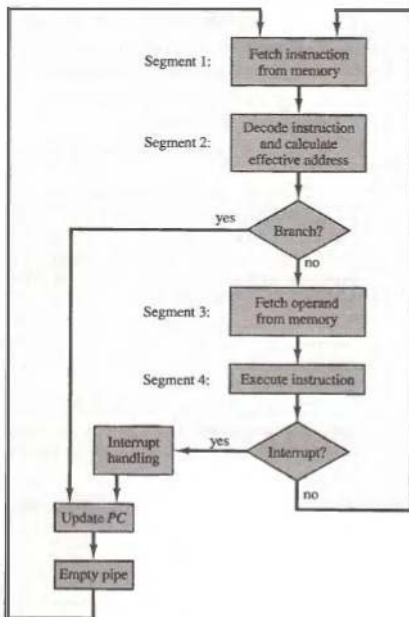 Segment 1:
Fetch instruction
from memory
Segment 2:
Decode instruction
and calculate
effective address
yes
Branch?
no
Segment 3:
Fetch operand
from memory
Segment 4:
Execute instruction
Interrupt
handling
yes
Interrupt?
no
Update PC
Empty pipe